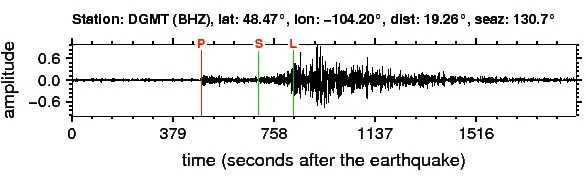 Station: DGMT (BHZ), lat: 48.47°, lon: −104.20°, dist: 19.26°, seaz: 130.7°
P S L
amplitude
0.6
0.0
−0.6
0 379 758 1137 1516
time (seconds after the earthquake)